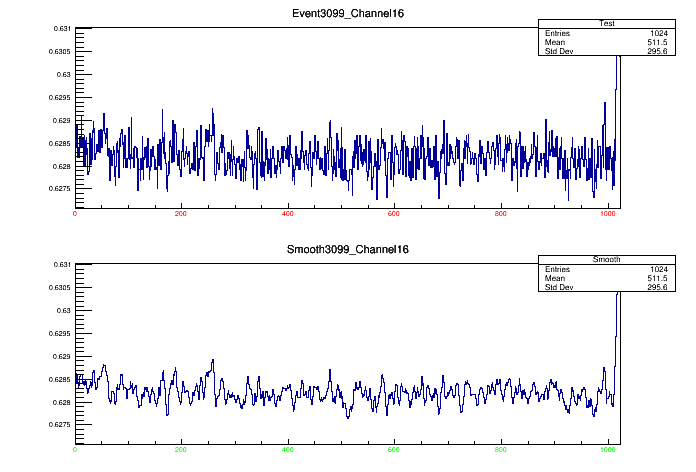 Event3099_Channel16
Test
Entries 1024
Mean 511.5
Std Dev 295.6
0.631
0.6305
0.63
0.6295
0.629
0.6285
0.628
0.6275
0 200 400 600 800 1000
Smooth3099_Channel16
Smooth
Entries 1024
Mean 511.5
Std Dev 295.6
0.631
0.6305
0.63
0.6295
0.629
0.6285
0.628
0.6275
0 200 400 600 800 1000